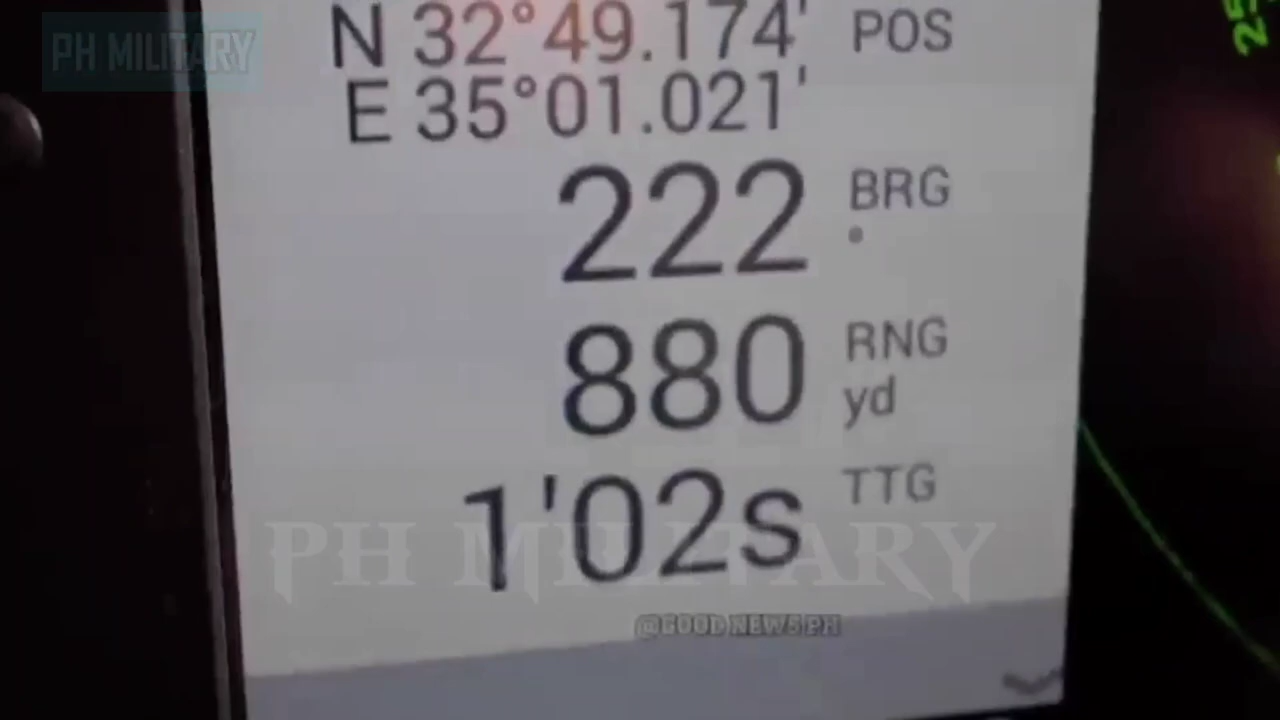 PH MILITARY
N 32°49.174' POS
E 35°01.021'
222 BRG
°
880 RNG
yd
1'02s TTG
PH MILITARY
@GOOD NEWS PH